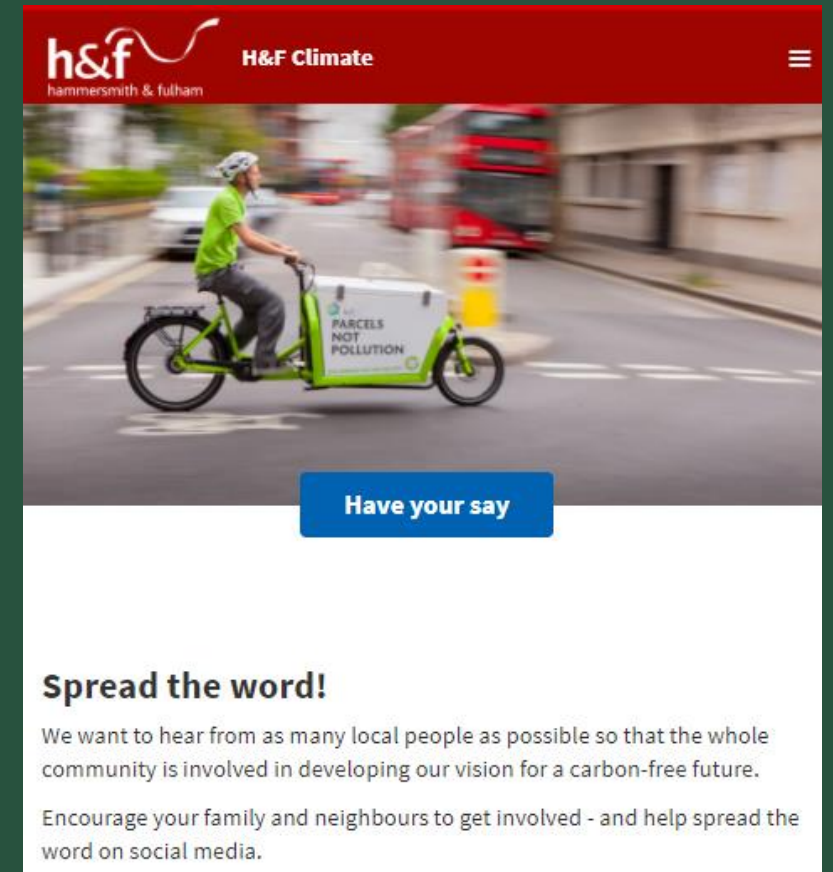 h&f
hammersmith & fulham
H&F Climate
PARCELS
NOT
POLLUTION
Have your say
Spread the word!
We want to hear from as many local people as possible so that the whole
community is involved in developing our vision for a carbon-free future.
Encourage your family and neighbours to get involved - and help spread the
word on social media.